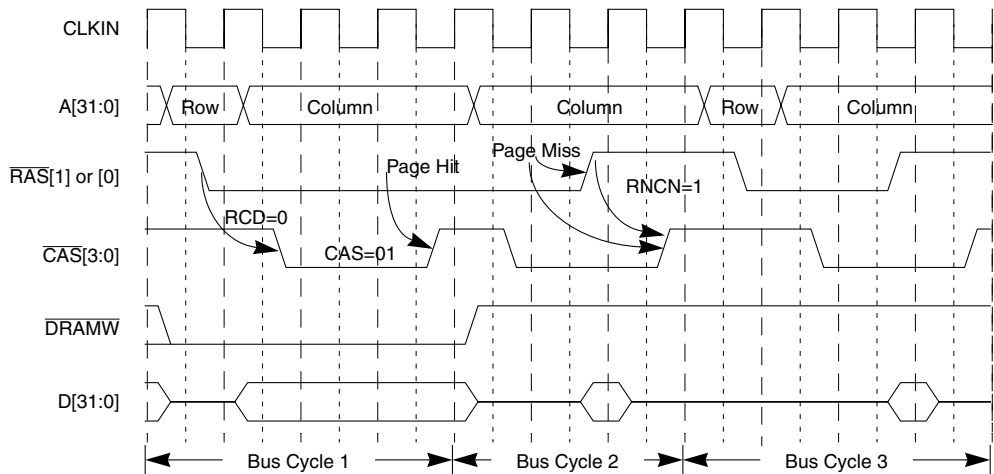 CLKIN
A[31:0]
Row
Column
Column
Row
Column
RAS[1] or [0]
Page Hit
Page Miss
RCD=0
RNCN=1
CAS[3:0]
CAS=01
DRAMW
D[31:0]
Bus Cycle 1
Bus Cycle 2
Bus Cycle 3